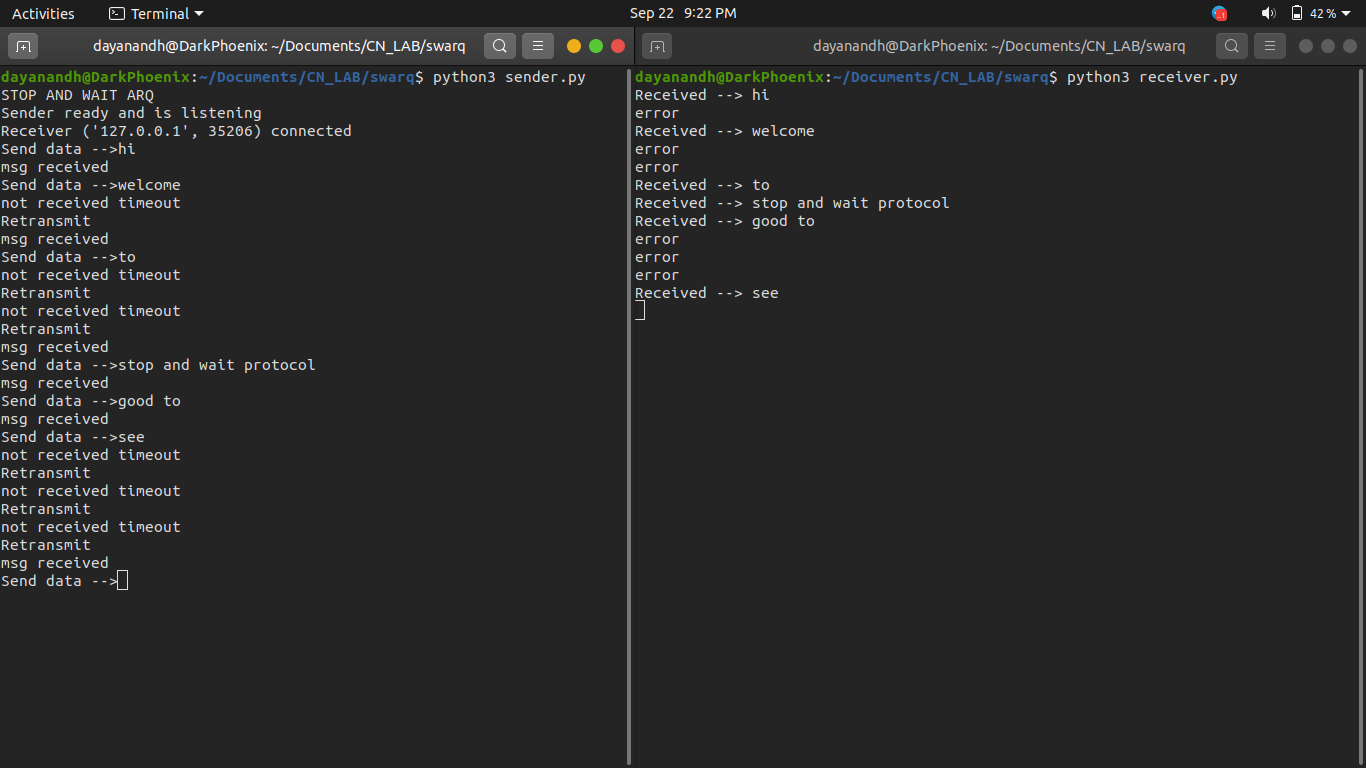 Activities Terminal Sep 22 9:22 PM 42 %
dayanandh@DarkPhoenix: ~/Documents/CN_LAB/swarq
dayanandh@DarkPhoenix:~/Documents/CN_LAB/swarq$ python3 sender.py
STOP AND WAIT ARQ
Sender ready and is listening
Receiver ('127.0.0.1', 35206) connected
Send data -->hi
msg received
Send data -->welcome
not received timeout
Retransmit
msg received
Send data -->to
not received timeout
Retransmit
not received timeout
Retransmit
msg received
Send data -->stop and wait protocol
msg received
Send data -->good to
msg received
Send data -->see
not received timeout
Retransmit
not received timeout
Retransmit
not received timeout
Retransmit
msg received
Send data -->
dayanandh@DarkPhoenix: ~/Documents/CN_LAB/swarq
dayanandh@DarkPhoenix:~/Documents/CN_LAB/swarq$ python3 receiver.py
Received --> hi
error
Received --> welcome
error
error
Received --> to
Received --> stop and wait protocol
Received --> good to
error
error
error
Received --> see